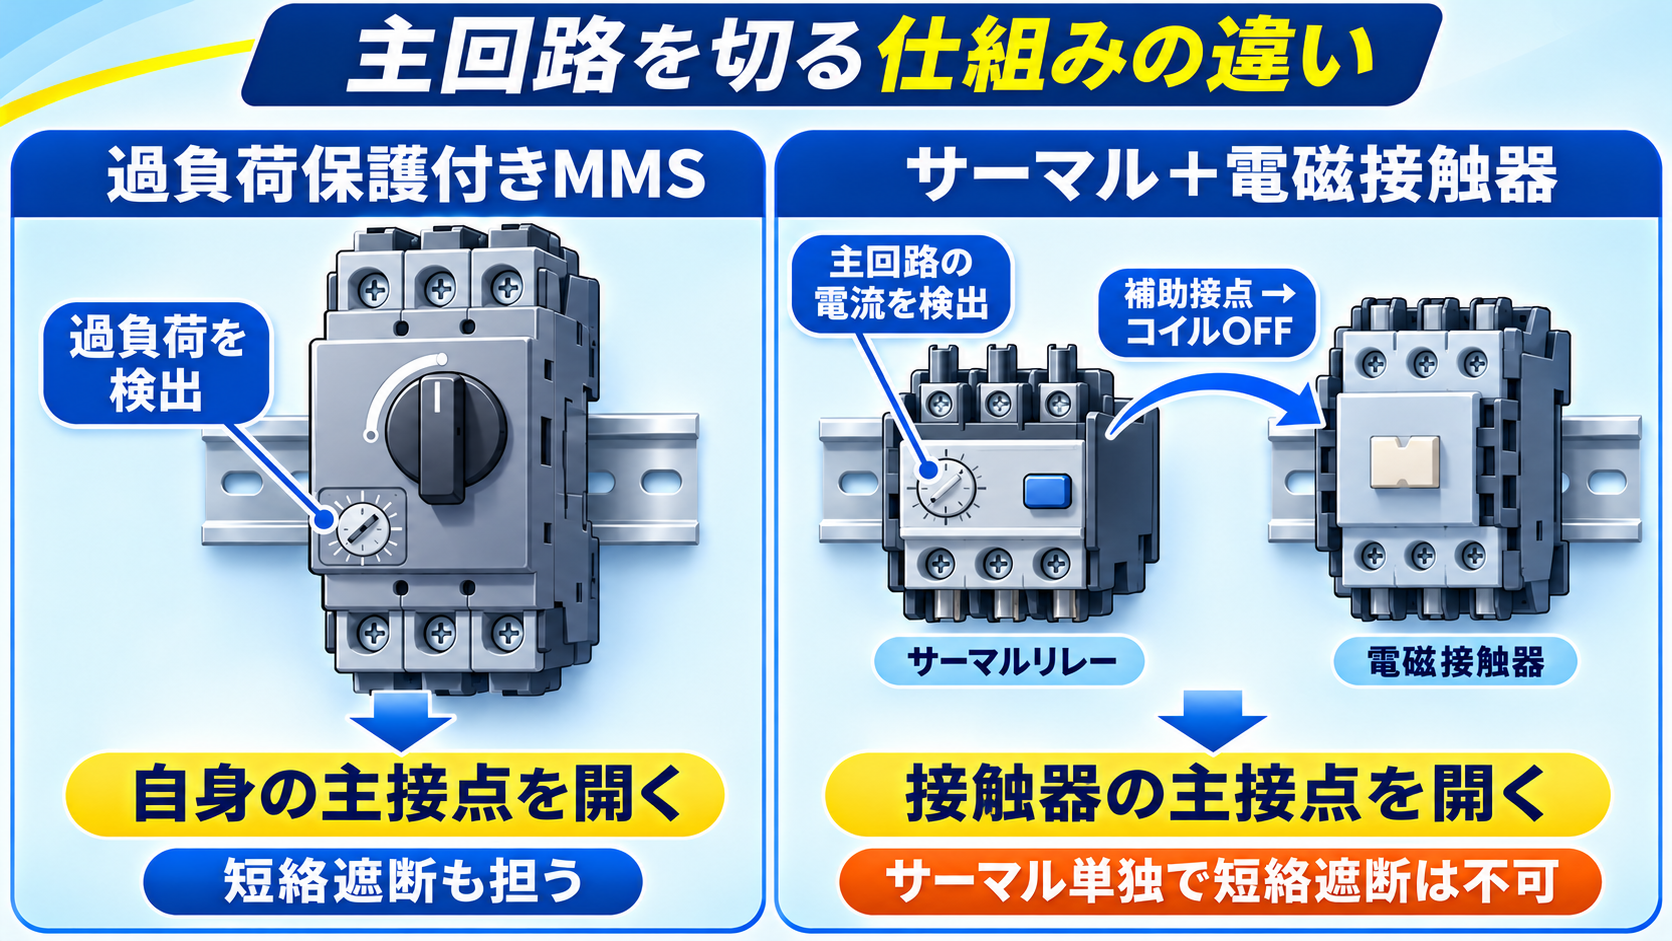 主回路を切る仕組みの違い
過負荷保護付きMMS
過負荷を
検出
自身の主接点を開く
短絡遮断も担う
サーマル＋電磁接触器
主回路の
電流を検出
補助接点→
コイルOFF
サーマルリレー
電磁接触器
接触器の主接点を開く
サーマル単独で短絡遮断は不可